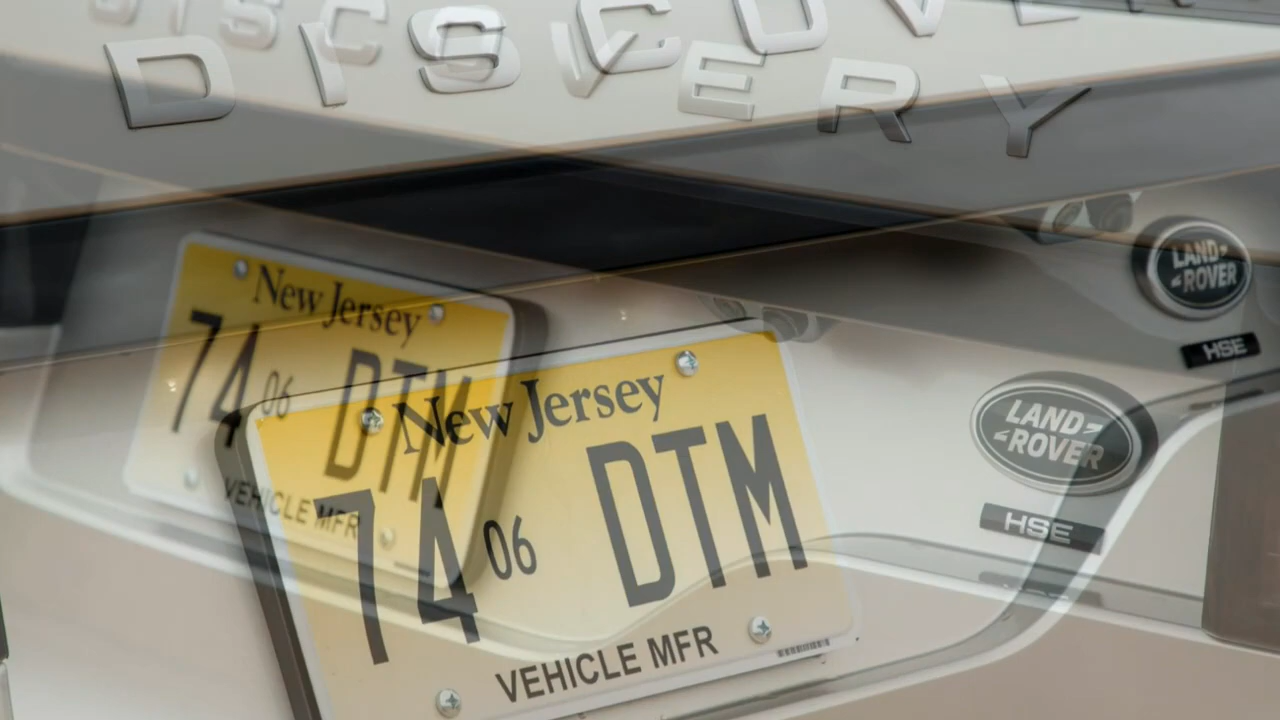 DISCOVE
DISCOVERY
New Jersey
74 06 DTM
VEHICLE MFR
LAND
ROVER
HSE
New Jersey
74 06 DTM
VEHICLE MFR
LAND
ROVER
HSE